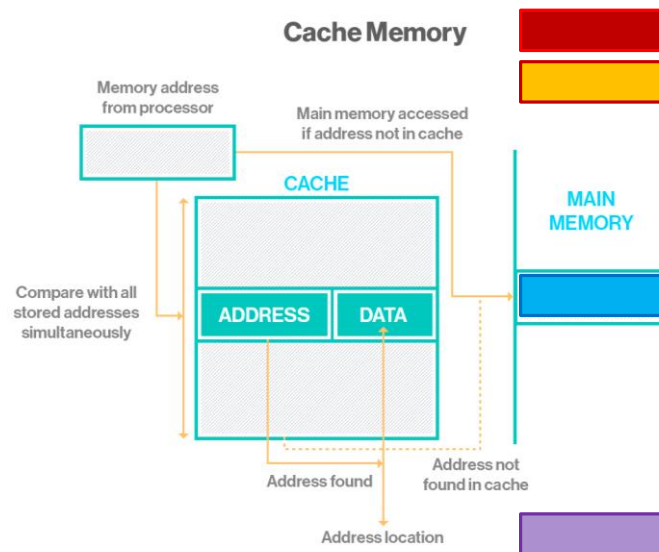 Cache Memory
Memory address
from processor
Main memory accessed
if address not in cache
CACHE
MAIN
MEMORY
Compare with all
stored addresses
simultaneously
ADDRESS
DATA
Address found
Address not
found in cache
Address location